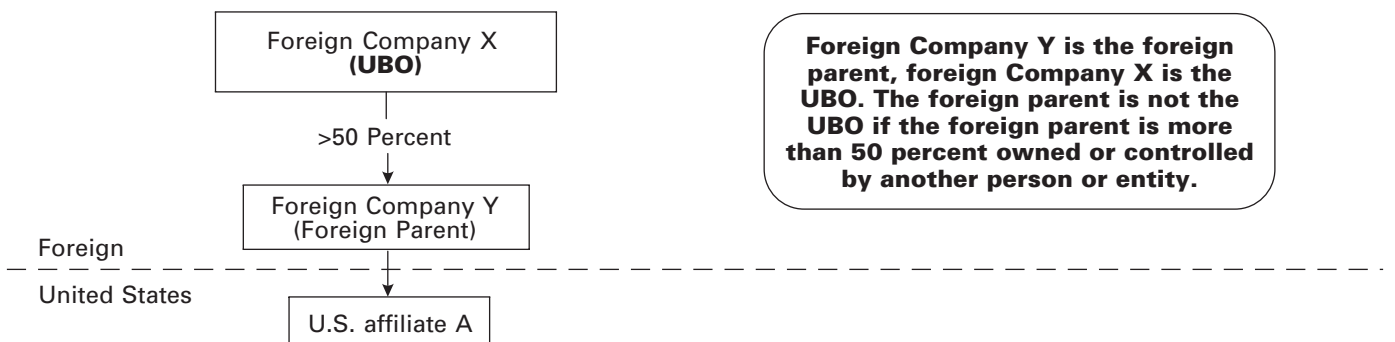 Foreign Company X
(UBO)
>50 Percent
Foreign Company Y
(Foreign Parent)
Foreign
United States
U.S. affiliate A
Foreign Company Y is the foreign
parent, foreign Company X is the
UBO. The foreign parent is not the
UBO if the foreign parent is more
than 50 percent owned or controlled
by another person or entity.